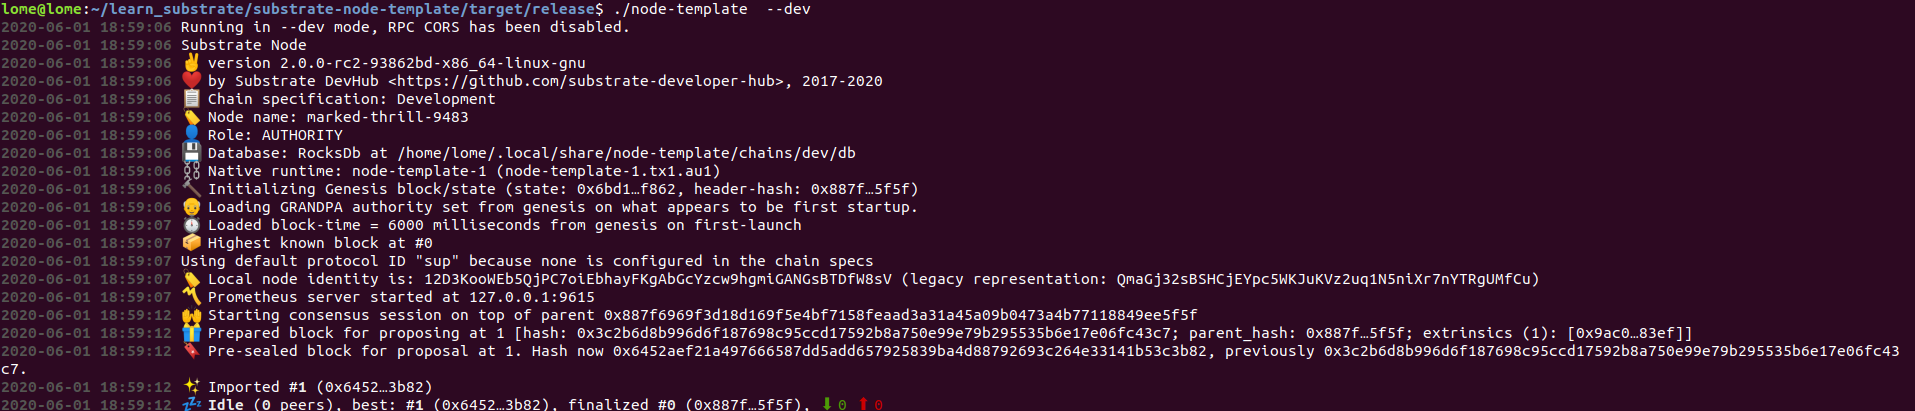 lome@lome:~/learn_substrate/substrate-node-template/target/release$ ./node-template  --dev
2020-06-01 18:59:06 Running in --dev mode, RPC CORS has been disabled.
2020-06-01 18:59:06 Substrate Node
2020-06-01 18:59:06 ✌️ version 2.0.0-rc2-93862bd-x86_64-linux-gnu
2020-06-01 18:59:06 ❤️ by Substrate DevHub <https://github.com/substrate-developer-hub>, 2017-2020
2020-06-01 18:59:06 📋 Chain specification: Development
2020-06-01 18:59:06 🏷 Node name: marked-thrill-9483
2020-06-01 18:59:06 👤 Role: AUTHORITY
2020-06-01 18:59:06 💾 Database: RocksDb at /home/lome/.local/share/node-template/chains/dev/db
2020-06-01 18:59:06 ⛓ Native runtime: node-template-1 (node-template-1.tx1.au1)
2020-06-01 18:59:06 🔨 Initializing Genesis block/state (state: 0x6bd1…f862, header-hash: 0x887f…5f5f)
2020-06-01 18:59:06 👴 Loading GRANDPA authority set from genesis on what appears to be first startup.
2020-06-01 18:59:07 ⏱ Loaded block-time = 6000 milliseconds from genesis on first-launch
2020-06-01 18:59:07 📦 Highest known block at #0
2020-06-01 18:59:07 Using default protocol ID "sup" because none is configured in the chain specs
2020-06-01 18:59:07 🏷 Local node identity is: 12D3KooWEb5QjPC7oiEbhayFKgAbGcYzcw9hgmiGANGsBTDfW8sV (legacy representation: QmaGj32sBSHCjEYpc5WKJuKVz2uq1N5niXr7nYTRgUMfCu)
2020-06-01 18:59:07 〽️ Prometheus server started at 127.0.0.1:9615
2020-06-01 18:59:12 🙌 Starting consensus session on top of parent 0x887f6969f3d18d169f5e4bf7158feaad3a31a45a09b0473a4b77118849ee5f5f
2020-06-01 18:59:12 🎁 Prepared block for proposing at 1 [hash: 0x3c2b6d8b996d6f187698c95ccd17592b8a750e99e79b295535b6e17e06fc43c7; parent_hash: 0x887f…5f5f; extrinsics (1): [0x9ac0…83ef]]
2020-06-01 18:59:12 🔖 Pre-sealed block for proposal at 1. Hash now 0x6452aef21a497666587dd5add657925839ba4d88792693c264e33141b53c3b82, previously 0x3c2b6d8b996d6f187698c95ccd17592b8a750e99e79b295535b6e17e06fc43
c7.
2020-06-01 18:59:12 ✨ Imported #1 (0x6452…3b82)
2020-06-01 18:59:12 💤 Idle (0 peers), best: #1 (0x6452…3b82), finalized #0 (0x887f…5f5f), ⬇ 0 ⬆ 0